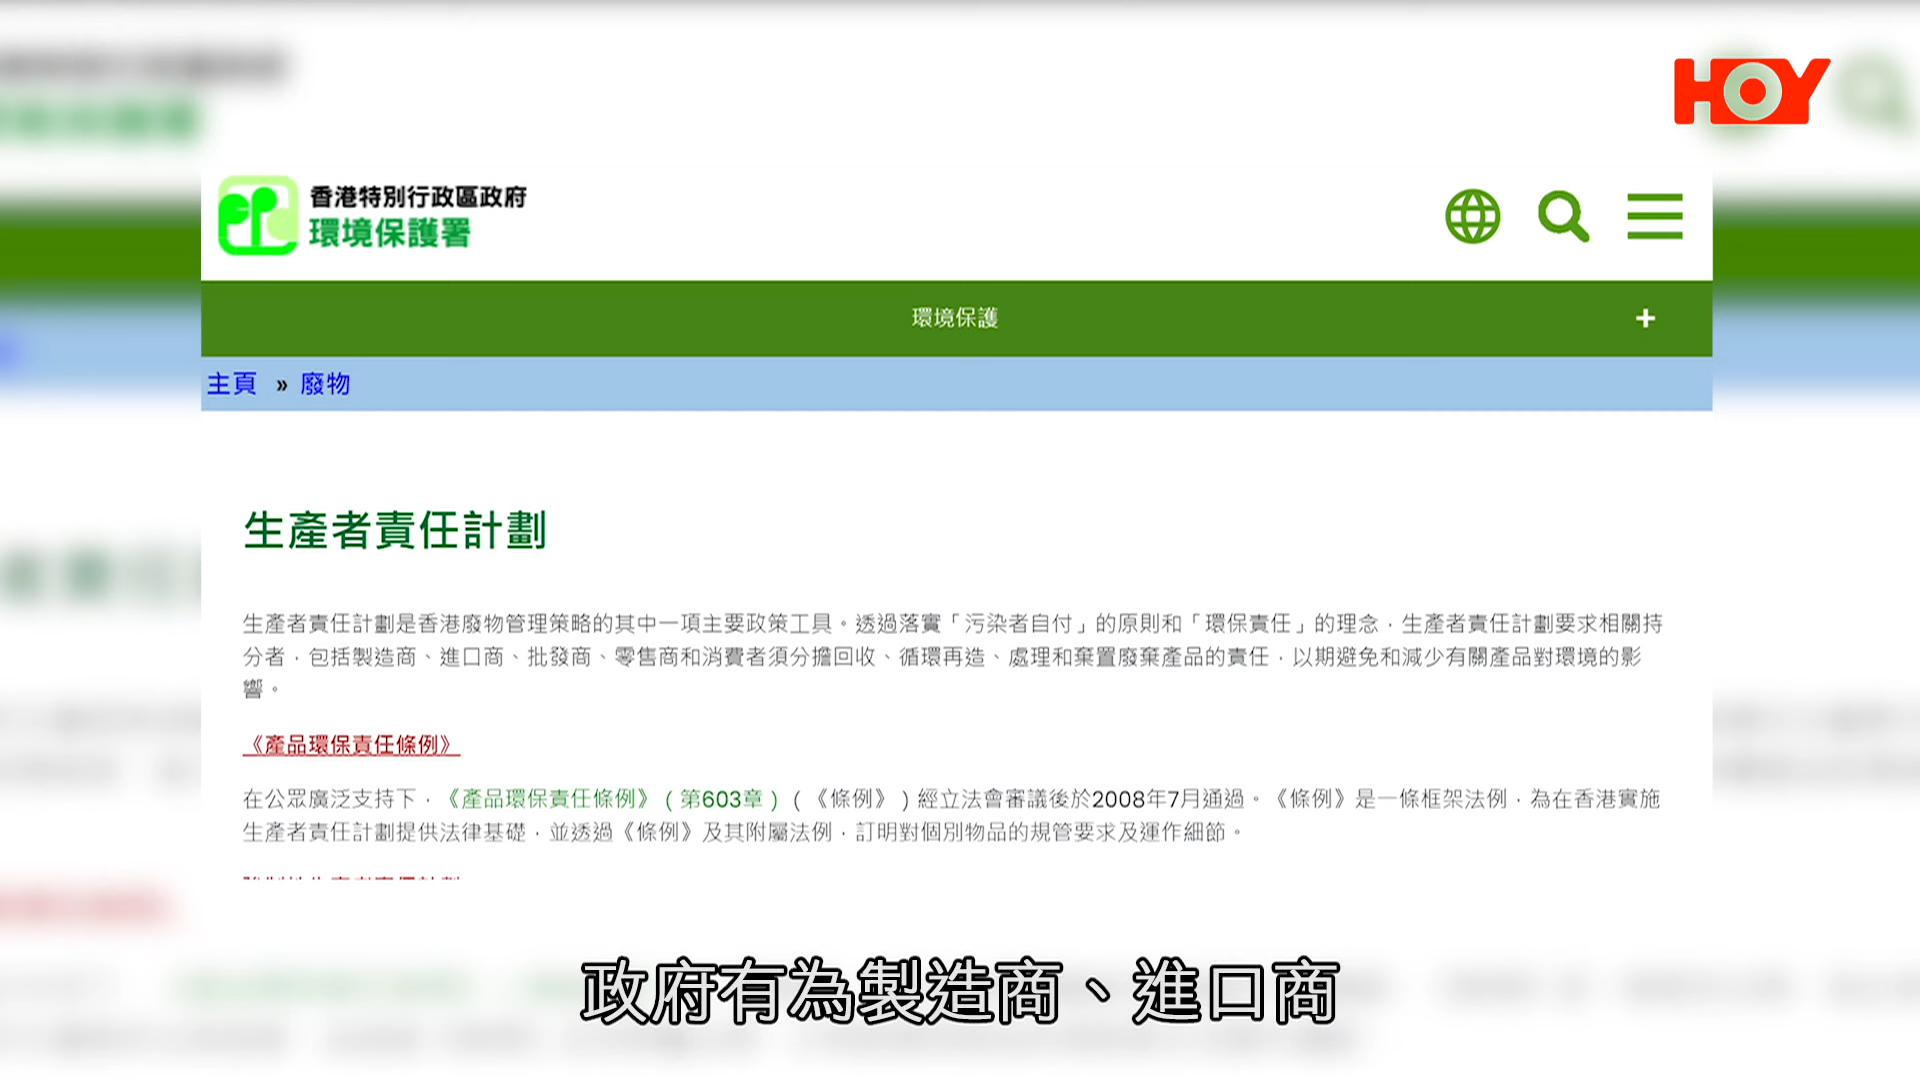 HOY
香港特別行政區政府
環境保護署
環境保護
主頁 » 廢物
生產者責任計劃
生產者責任計劃是香港廢物管理策略的其中一項主要政策工具。透過落實「污染者自付」的原則和「環保責任」的理念，生產者責任計劃要求相關持
分者，包括製造商、進口商、批發商、零售商和消費者須分擔回收、循環再造、處理和棄置廢棄產品的責任，以期避免和減少有關產品對環境的影
響。
《產品環保責任條例》
在公眾廣泛支持下，《產品環保責任條例》（第603章）（《條例》）經立法會審議後於2008年7月通過。《條例》是一條框架法例，為在香港實施
生產者責任計劃提供法律基礎，並透過《條例》及其附屬法例，訂明對個別物品的規管要求及運作細節。
政府有為製造商、進口商